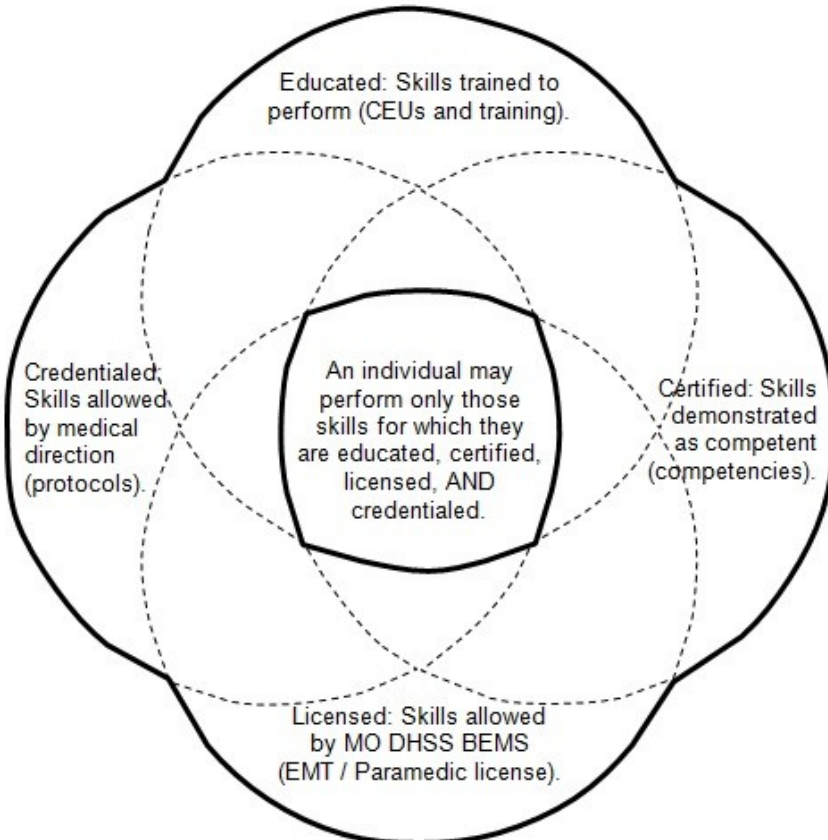 Educated: Skills trained to
perform (CEUs and training).
Credentialed:
Skills allowed
by medical
direction
(protocols).
An individual may
perform only those
skills for which they
are educated, certified,
licensed, AND
credentialed.
Certified: Skills
demonstrated
as competent
(competencies).
Licensed: Skills allowed
by MO DHSS BEMS
(EMT / Paramedic license).